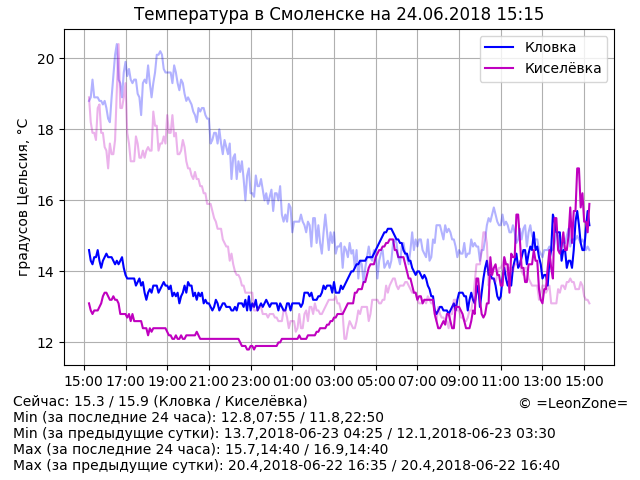 Температура в Смоленске на 24.06.2018 15:15
Кловка
Киселёвка
градусов Цельсия, °C
20
18
16
14
12
15:00 17:00 19:00 21:00 23:00 01:00 03:00 05:00 07:00 09:00 11:00 13:00 15:00
Сейчас: 15.3 / 15.9 (Кловка / Киселёвка)
© =LeonZone=
Min (за последние 24 часа): 12.8,07:55 / 11.8,22:50
Min (за предыдущие сутки): 13.7,2018-06-23 04:25 / 12.1,2018-06-23 03:30
Max (за последние 24 часа): 15.7,14:40 / 16.9,14:40
Max (за предыдущие сутки): 20.4,2018-06-22 16:35 / 20.4,2018-06-22 16:40